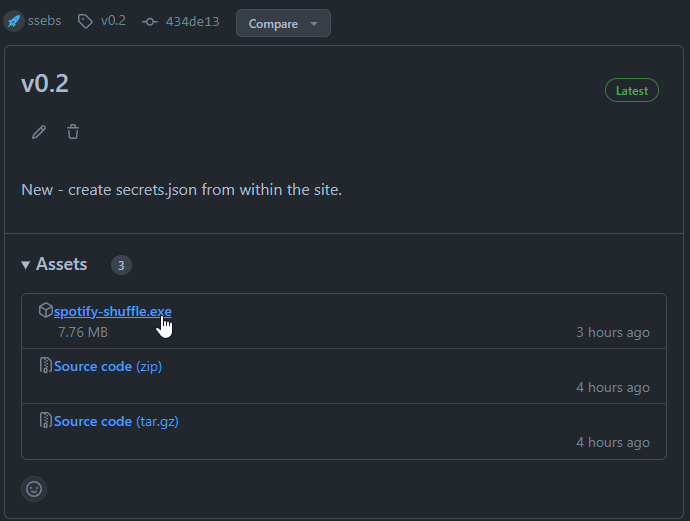 ssebs v0.2 434de13 Compare
v0.2
Latest
New - create secrets.json from within the site.
Assets 3
spotify-shuffle.exe
7.76 MB 3 hours ago
Source code (zip)
4 hours ago
Source code (tar.gz)
4 hours ago